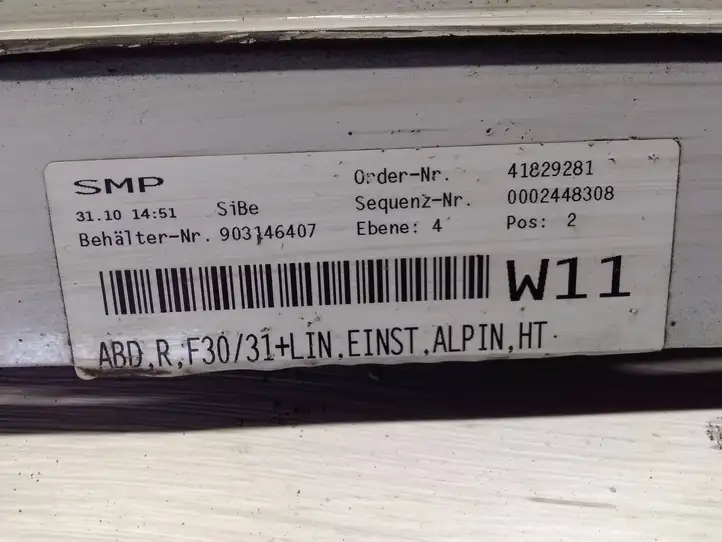 SMP
Order-Nr. 41829281
31.10 14:51 SiBe Sequenz-Nr. 0002448308
Behälter-Nr. 903146407 Ebene: 4 Pos: 2
W11
ABD,R,F30/31+LIN,EINST,ALPIN,HT